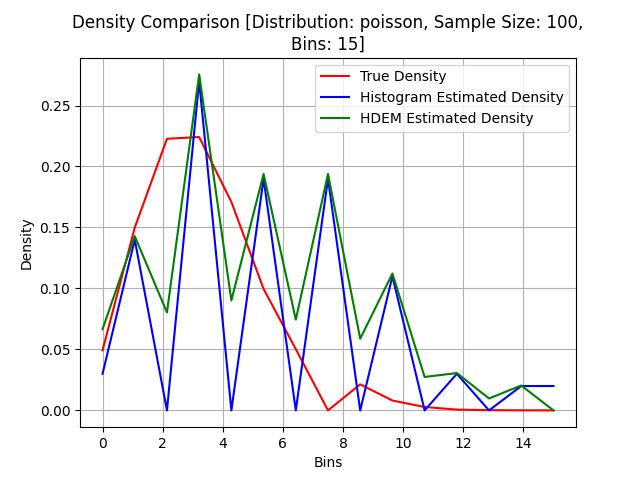 Density Comparison [Distribution: poisson, Sample Size: 100,
Bins: 15]
True Density
Histogram Estimated Density
HDEM Estimated Density
Density
0.25
0.20
0.15
0.10
0.05
0.00
0 2 4 6 8 10 12 14
Bins